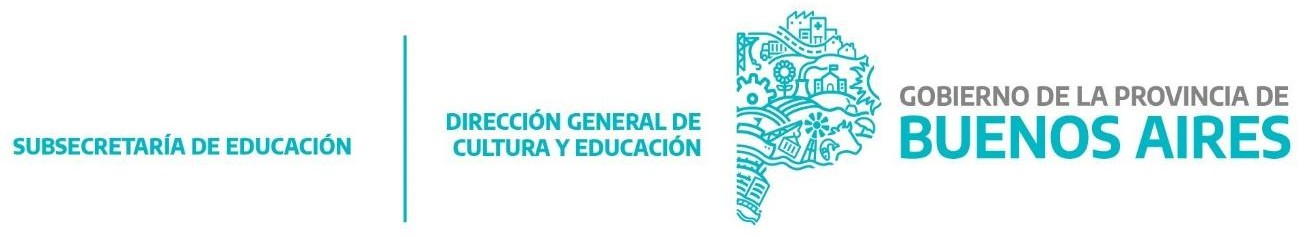 SUBSECRETARÍA DE EDUCACIÓN
DIRECCIÓN GENERAL DE
CULTURA Y EDUCACIÓN
GOBIERNO DE LA PROVINCIA DE
BUENOS AIRES